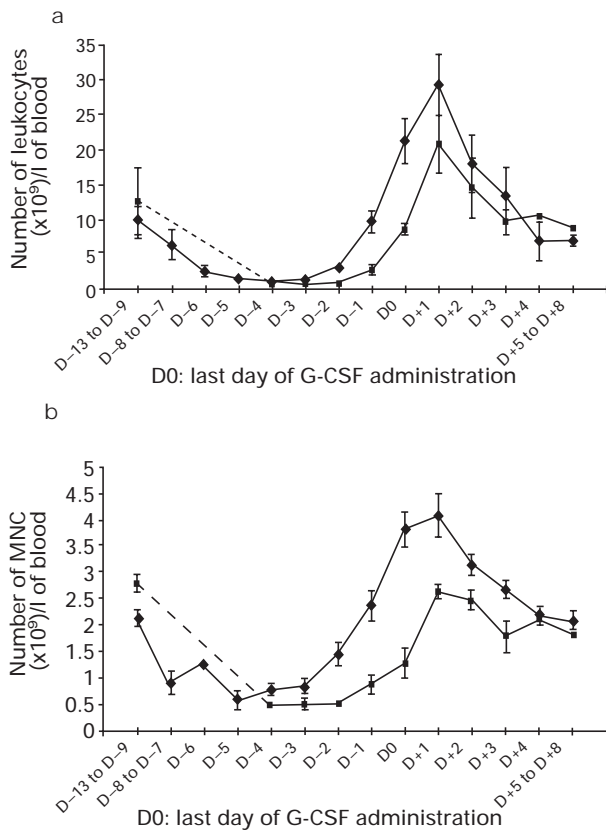 a
Number of leukocytes
(x10⁹)/l of blood
35
30
25
20
15
10
5
0
D–13 to D–9
D–8 to D–7
D–6
D–5
D–4
D–3
D–2
D–1
D0
D+1
D+2
D+3
D+4
D+5 to D+8
D0: last day of G-CSF administration
b
Number of MNC
(x10⁹)/l of blood
5
4.5
4
3.5
3
2.5
2
1.5
1
0.5
0
D–13 to D–9
D–8 to D–7
D–6
D–5
D–4
D–3
D–2
D–1
D0
D+1
D+2
D+3
D+4
D+5 to D+8
D0: last day of G-CSF administration